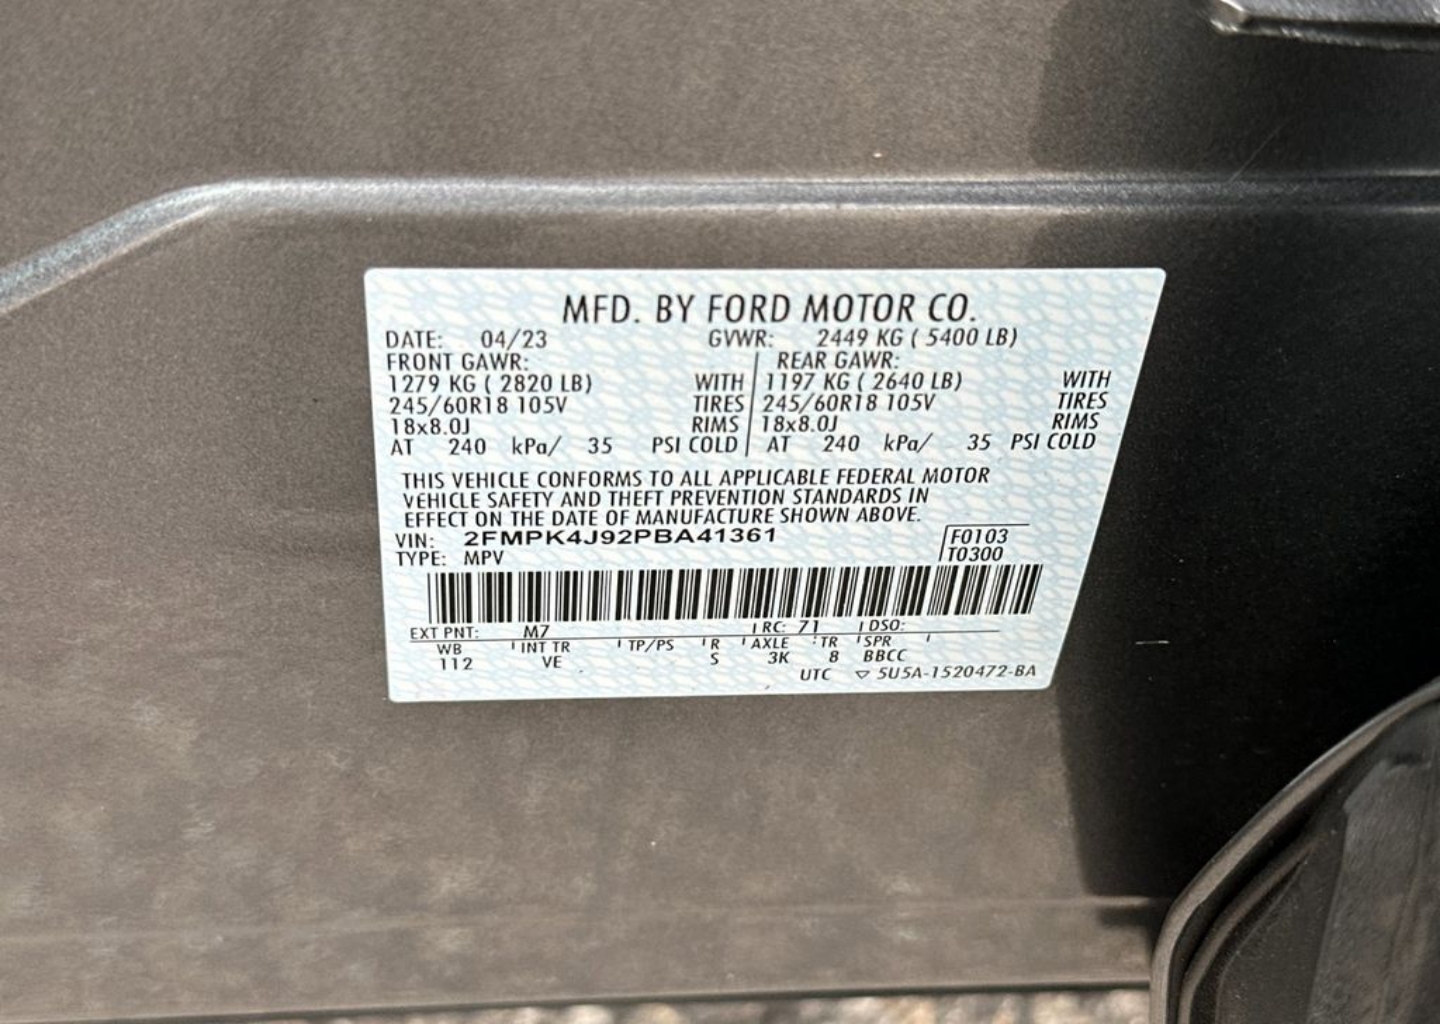 MFD. BY FORD MOTOR CO.
DATE: 04/23 GVWR: 2449 KG ( 5400 LB)
FRONT GAWR: REAR GAWR:
1279 KG ( 2820 LB) WITH 1197 KG ( 2640 LB) WITH
245/60R18 105V TIRES 245/60R18 105V TIRES
18x8.0J RIMS 18x8.0J RIMS
AT 240 kPa/ 35 PSI COLD AT 240 kPa/ 35 PSI COLD
THIS VEHICLE CONFORMS TO ALL APPLICABLE FEDERAL MOTOR
VEHICLE SAFETY AND THEFT PREVENTION STANDARDS IN
EFFECT ON THE DATE OF MANUFACTURE SHOWN ABOVE.
VIN: 2FMPK4J92PBA41361 F0103
TYPE: MPV T0300
EXT PNT: M7 RC: 71 DSO:
WB INT TR TP/PS R AXLE TR SPR
112 VE S 3K 8 BBCC
UTC ▽ 5U5A-1520472-BA